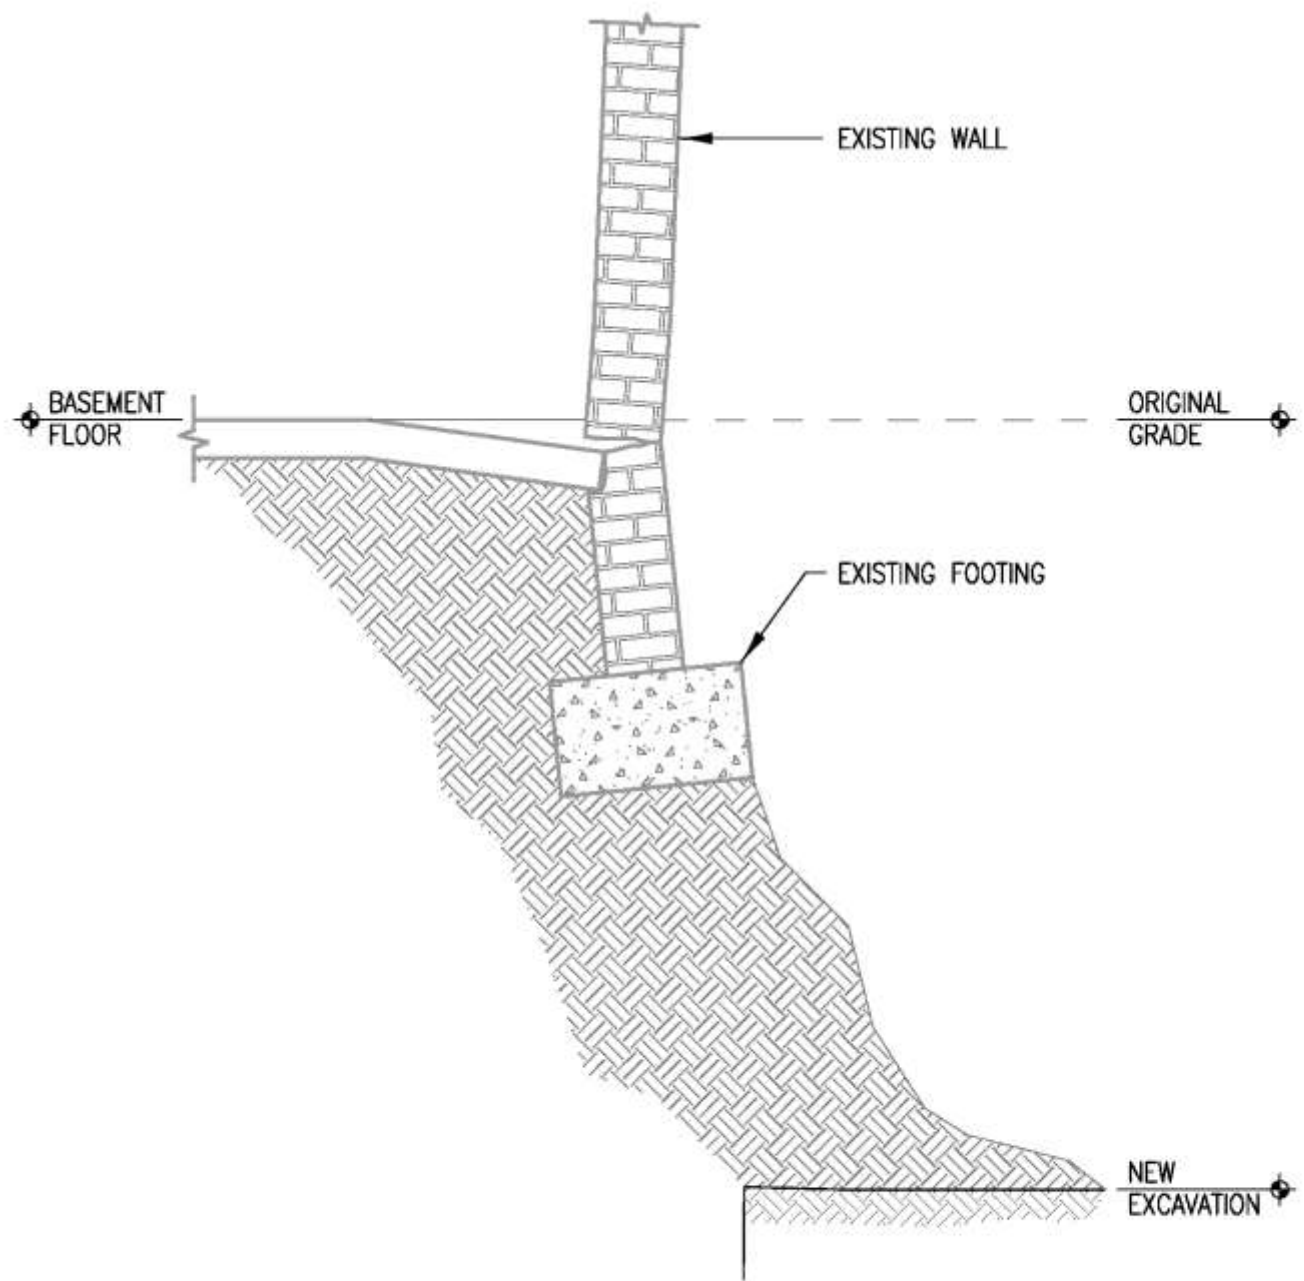 EXISTING WALL
BASEMENT
FLOOR
ORIGINAL
GRADE
EXISTING FOOTING
NEW
EXCAVATION